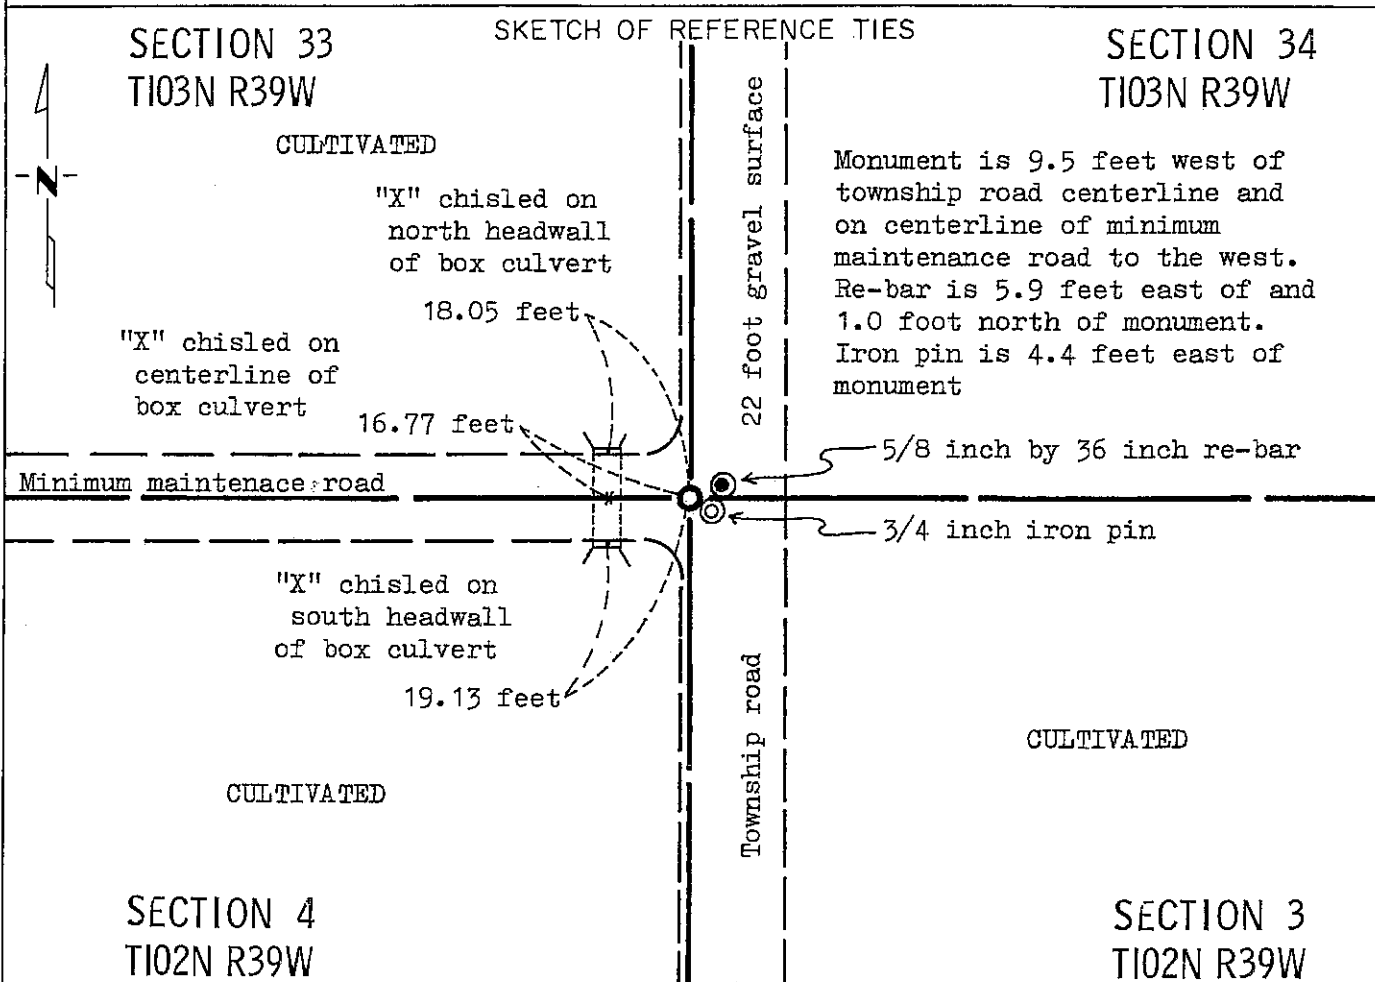 SKETCH OF REFERENCE TIES
SECTION 33
T103N R39W
SECTION 34
T103N R39W
N
CULTIVATED
"X" chisled on
north headwall
of box culvert
18.05 feet
"X" chisled on
centerline of
box culvert
16.77 feet
22 foot gravel surface
Monument is 9.5 feet west of
township road centerline and
on centerline of minimum
maintenance road to the west.
Re-bar is 5.9 feet east of and
1.0 foot north of monument.
Iron pin is 4.4 feet east of
monument
5/8 inch by 36 inch re-bar
Minimum maintenace road
3/4 inch iron pin
"X" chisled on
south headwall
of box culvert
19.13 feet
Township road
CULTIVATED
CULTIVATED
SECTION 4
T102N R39W
SECTION 3
T102N R39W